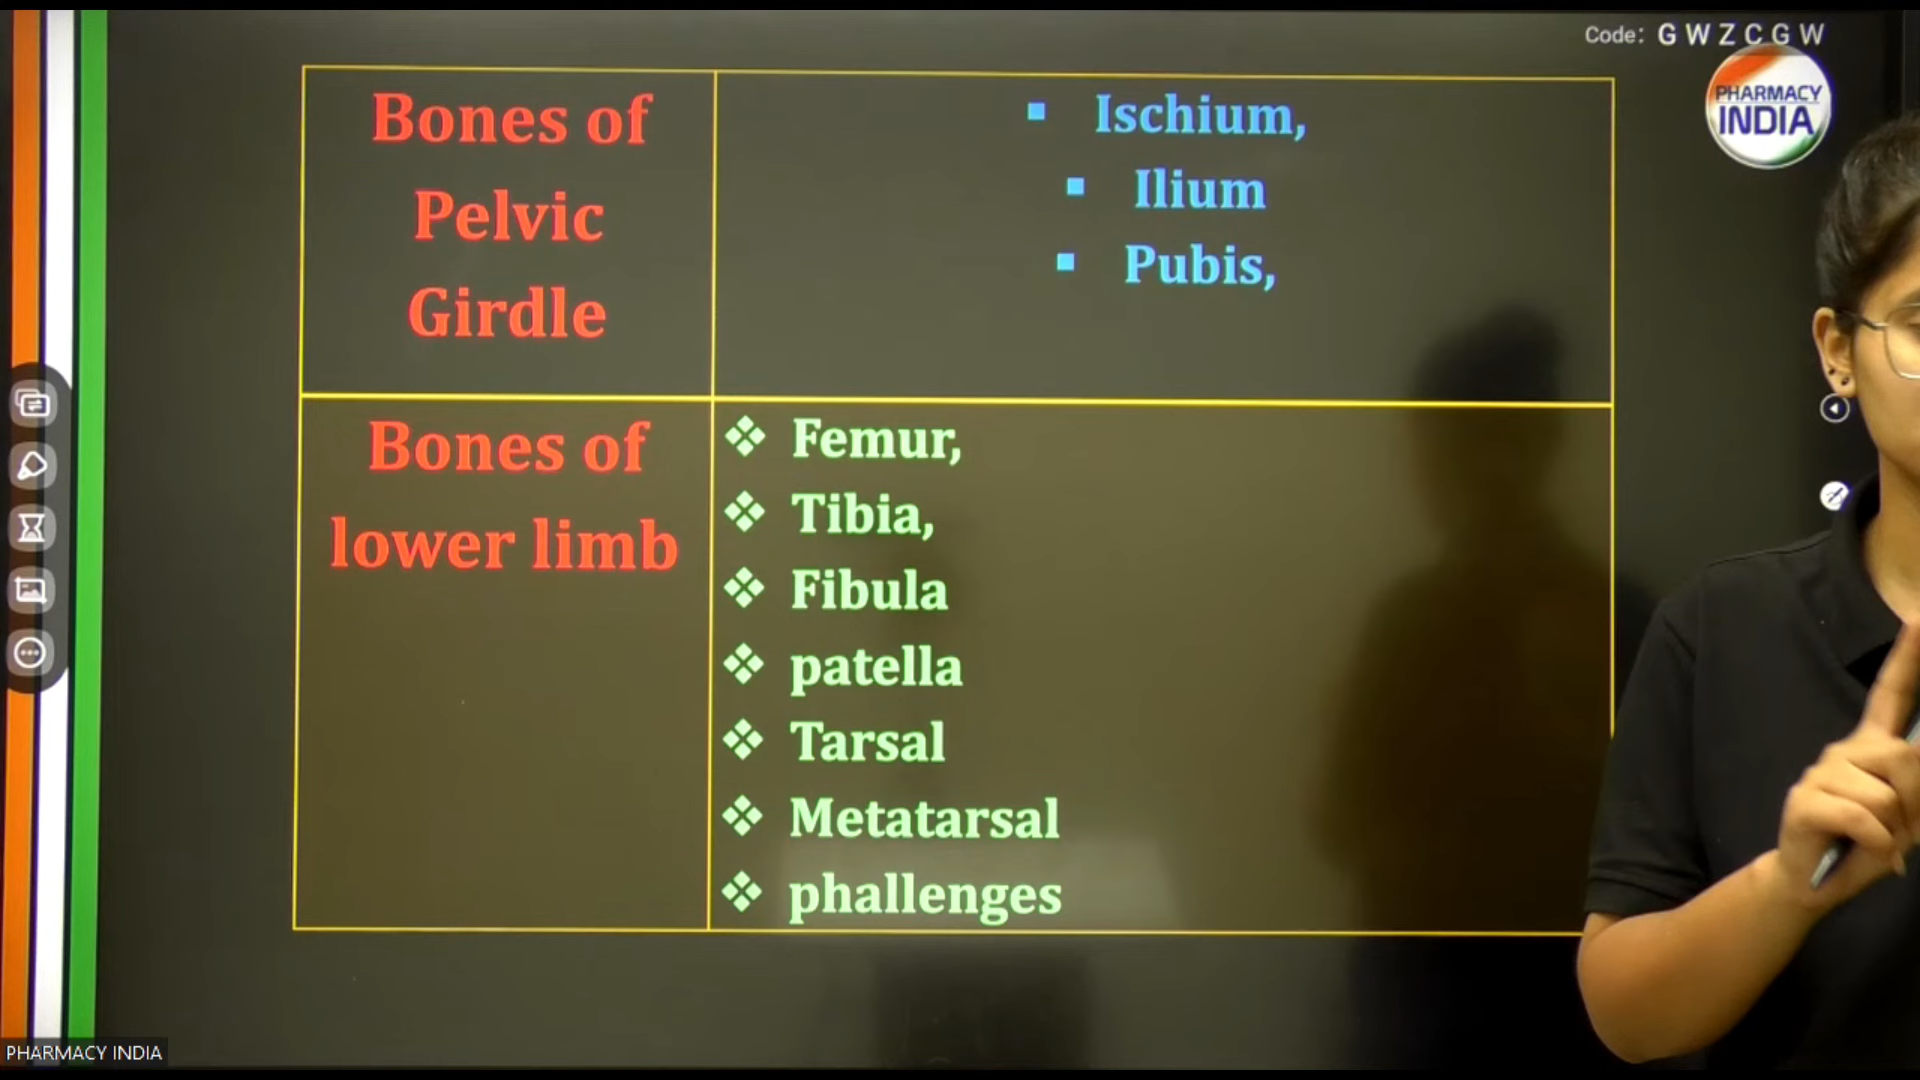 Code: G W Z C G W
PHARMACY
INDIA
Bones of
Pelvic
Girdle
▪ Ischium,
▪ Ilium
▪ Pubis,
Bones of
lower limb
❖ Femur,
❖ Tibia,
❖ Fibula
❖ patella
❖ Tarsal
❖ Metatarsal
❖ phallenges
PHARMACY INDIA